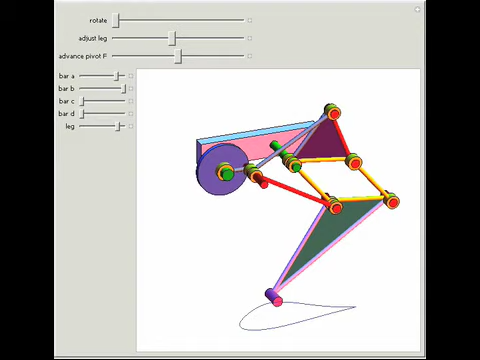 rotate
adjust leg
advance pivot F
bar a
bar b
bar c
bar d
leg